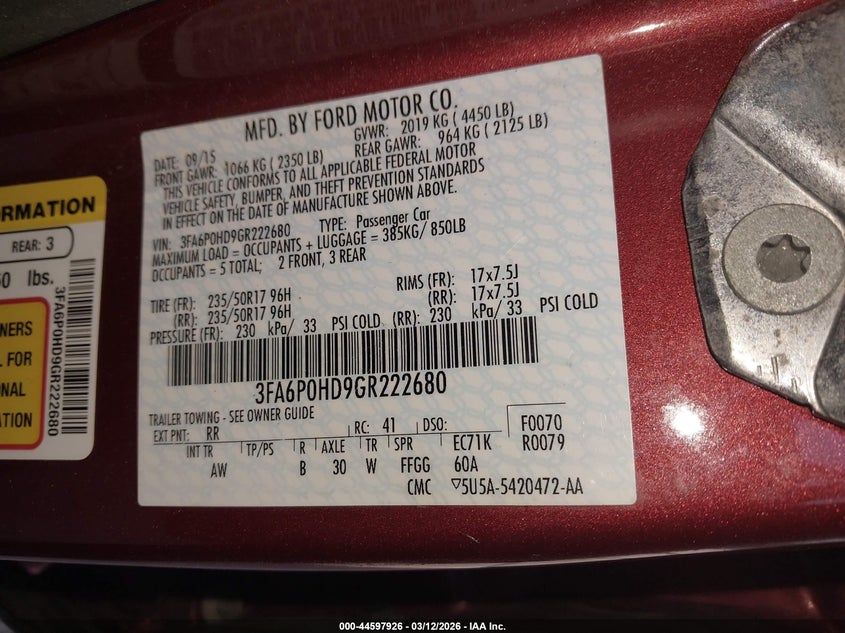 MFD. BY FORD MOTOR CO.
DATE: 09/15 GVWR: 2019 KG ( 4450 LB)
FRONT GAWR: 1066 KG ( 2350 LB) REAR GAWR: 964 KG ( 2125 LB)
THIS VEHICLE CONFORMS TO ALL APPLICABLE FEDERAL MOTOR
VEHICLE SAFETY, BUMPER, AND THEFT PREVENTION STANDARDS
IN EFFECT ON THE DATE OF MANUFACTURE SHOWN ABOVE.
VIN: 3FA6P0HD9GR222680 TYPE: Passenger Car
MAXIMUM LOAD = OCCUPANTS + LUGGAGE = 385KG/ 850LB
OCCUPANTS = 5 TOTAL; 2 FRONT, 3 REAR
TIRE (FR): 235/50R17 96H RIMS (FR): 17x7.5J
(RR): 235/50R17 96H (RR): 17x7.5J
PRESSURE (FR): 230 kPa/ 33 PSI COLD (RR): 230 kPa/ 33 PSI COLD
3FA6P0HD9GR222680
TRAILER TOWING - SEE OWNER GUIDE
EXT PNT: RR RC: 41 DSO: F0070
INT TR TP/PS R AXLE TR SPR EC71K R0079
AW B 30 W FFGG 60A
CMC 5U5A-5420472-AA
ORMATION
REAR: 3
0 lbs.
NERS
L FOR
ONAL
ATION
3FA6P0HD9GR222680
000-44597926 - 03/12/2026 - IAA Inc.